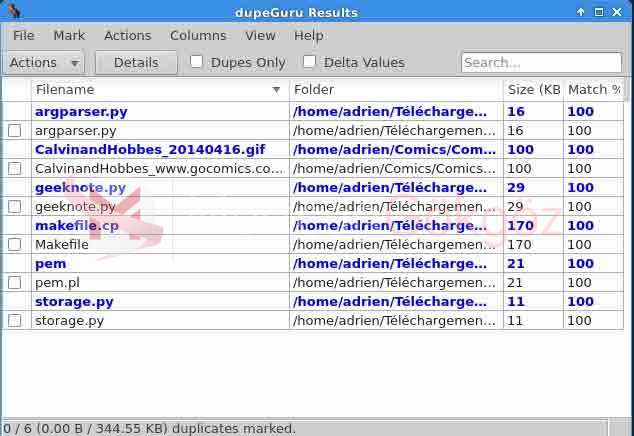 dupeGuru Results
File Mark Actions Columns View Help
Actions Details Dupes Only Delta Values Search...
Filename Folder Size (KB Match %
argparser.py /home/adrien/Télécharge... 16 100
argparser.py /home/adrien/Téléchargemen... 16 100
CalvinandHobbes_20140416.gif /home/adrien/Comics/Com... 100 100
CalvinandHobbes_www.gocomics.co... /home/adrien/Comics/Comics... 100 100
geeknote.py /home/adrien/Télécharge... 29 100
geeknote.py /home/adrien/Téléchargemen... 29 100
makefile.cp /home/adrien/Télécharge... 170 100
Makefile /home/adrien/Téléchargemen... 170 100
pem /home/adrien/Télécharge... 21 100
pem.pl /home/adrien/Téléchargemen... 21 100
storage.py /home/adrien/Télécharge... 11 100
storage.py /home/adrien/Téléchargemen... 11 100
0 / 6 (0.00 B / 344.55 KB) duplicates marked.